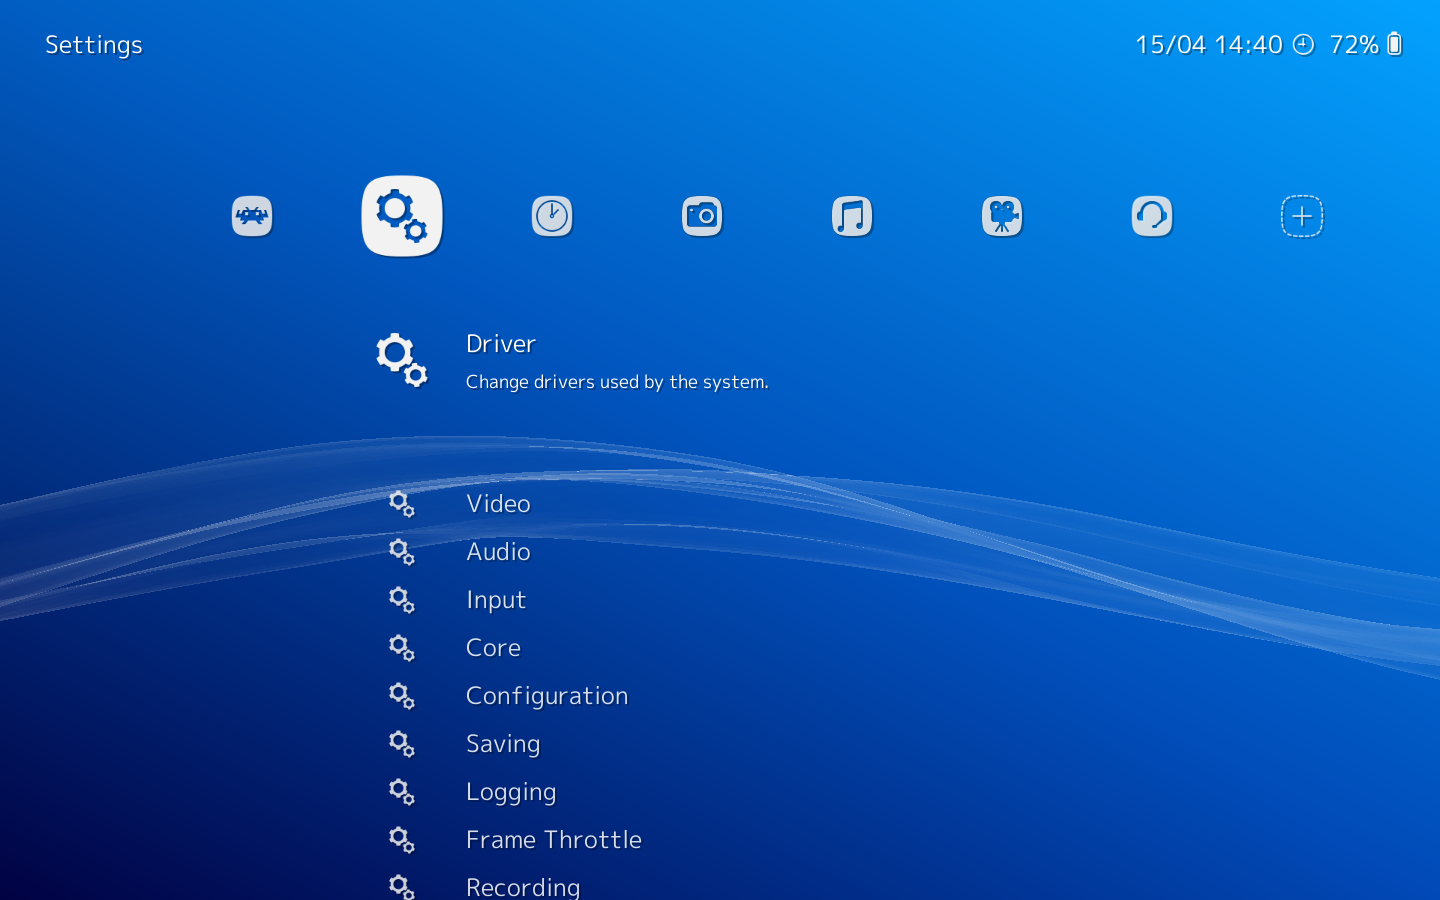 Settings
15/04 14:40 72%
Driver
Change drivers used by the system.
Video
Audio
Input
Core
Configuration
Saving
Logging
Frame Throttle
Recording